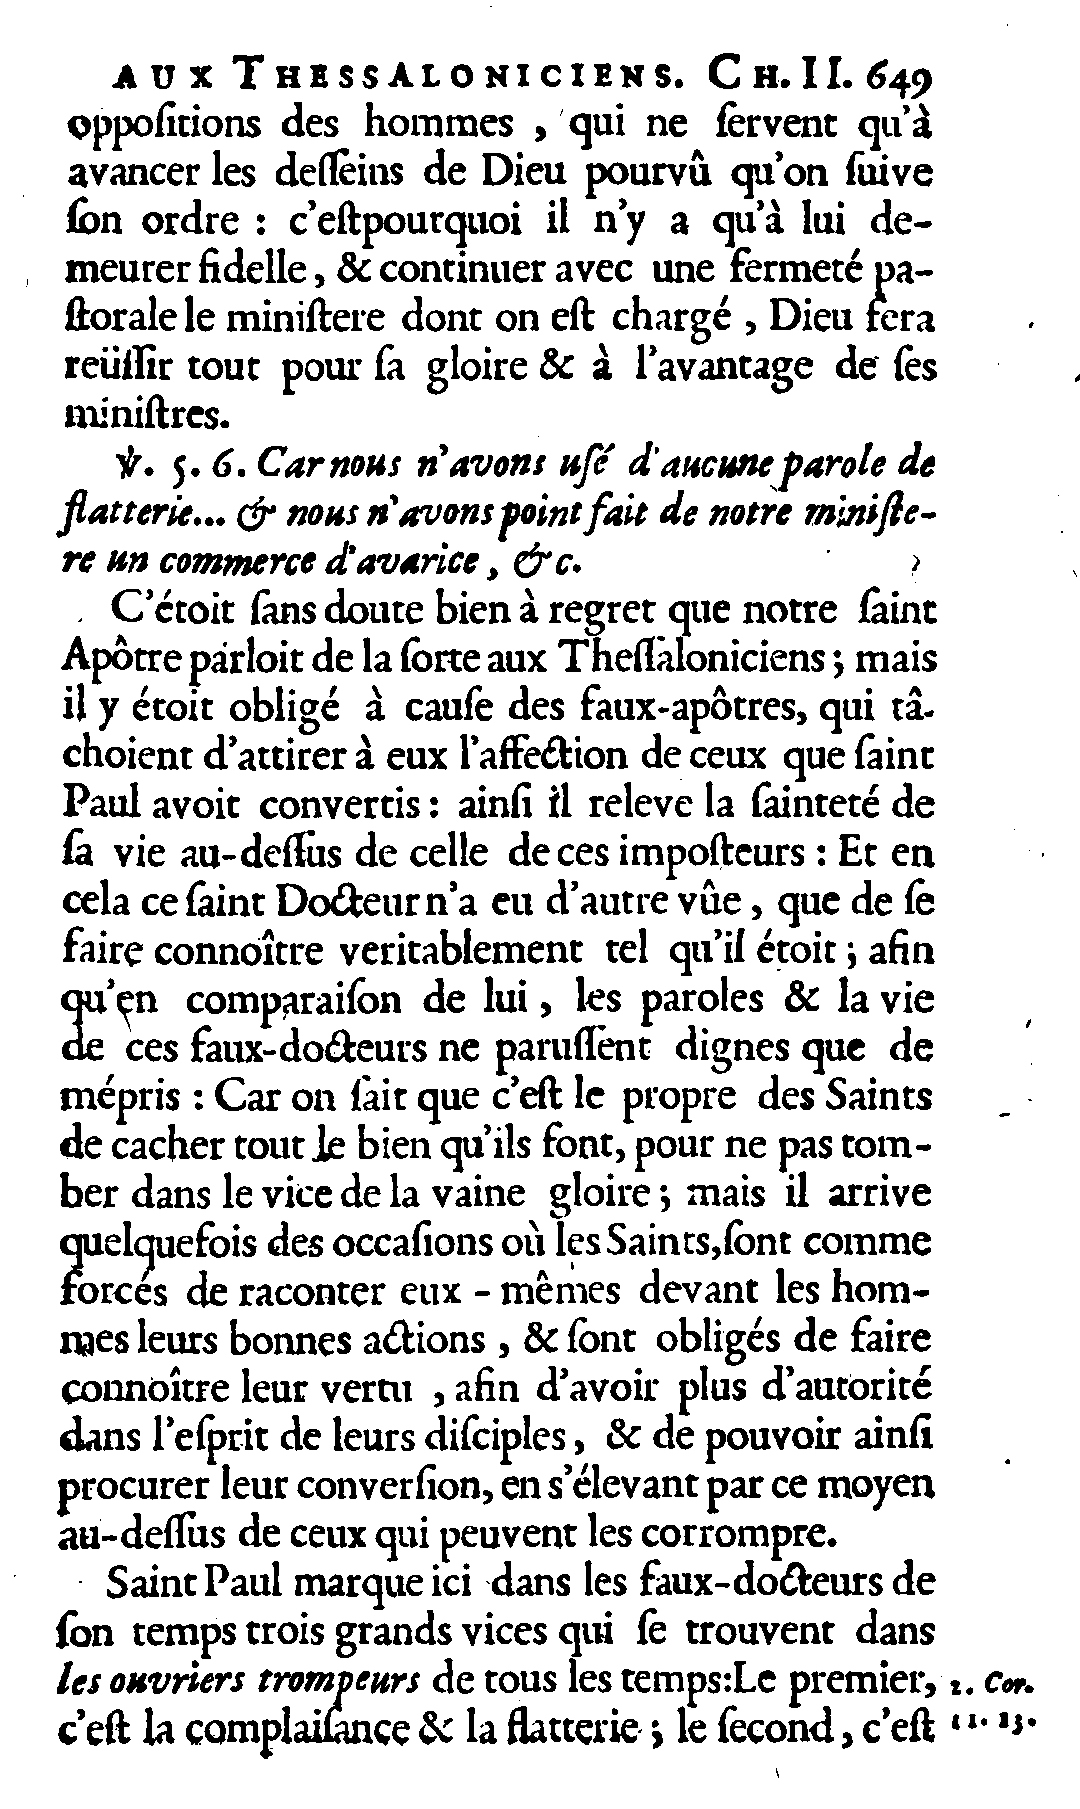 AUX THESSALONICIENS. CH. II. 649
oppoſitions des hommes , qui ne ſervent qu'à
avancer les deſſeins de Dieu pourvû qu'on ſuive
ſon ordre : c'eſtpourquoi il n'y a qu'à lui de-
meurer fidelle, & continuer avec une fermeté pa-
ſtorale le miniſtere dont on eſt chargé , Dieu fera
reüſſir tout pour ſa gloire & à l'avantage de ſes
miniſtres.
℣. 5. 6. Car nous n'avons uſé d'aucune parole de
flatterie... & nous n'avons point fait de notre miniſte-
re un commerce d'avarice , &c.
C'étoit ſans doute bien à regret que notre ſaint
Apôtre parloit de la ſorte aux Theſſaloniciens ; mais
il y étoit obligé à cauſe des faux-apôtres, qui tâ-
choient d'attirer à eux l'affection de ceux que ſaint
Paul avoit convertis : ainſi il releve la ſainteté de
ſa vie au-deſſus de celle de ces impoſteurs : Et en
cela ce ſaint Docteur n'a eu d'autre vûe , que de ſe
faire connoître veritablement tel qu'il étoit ; afin
qu'en comparaiſon de lui , les paroles & la vie
de ces faux-docteurs ne paruſſent dignes que de
mépris : Car on ſait que c'eſt le propre des Saints
de cacher tout le bien qu'ils font, pour ne pas tom-
ber dans le vice de la vaine gloire ; mais il arrive
quelquefois des occaſions où les Saints, ſont comme
forcés de raconter eux - mêmes devant les hom-
mes leurs bonnes actions , & ſont obligés de faire
connoître leur vertu , afin d'avoir plus d'autorité
dans l'eſprit de leurs diſciples, & de pouvoir ainſi
procurer leur converſion, en s'élevant par ce moyen
au-deſſus de ceux qui peuvent les corrompre.
Saint Paul marque ici dans les faux-docteurs de
ſon temps trois grands vices qui ſe trouvent dans
les ouvriers trompeurs de tous les temps : Le premier, 2. Cor.
c'eſt la complaiſance & la flatterie ; le ſecond, c'eſt 11. 13.